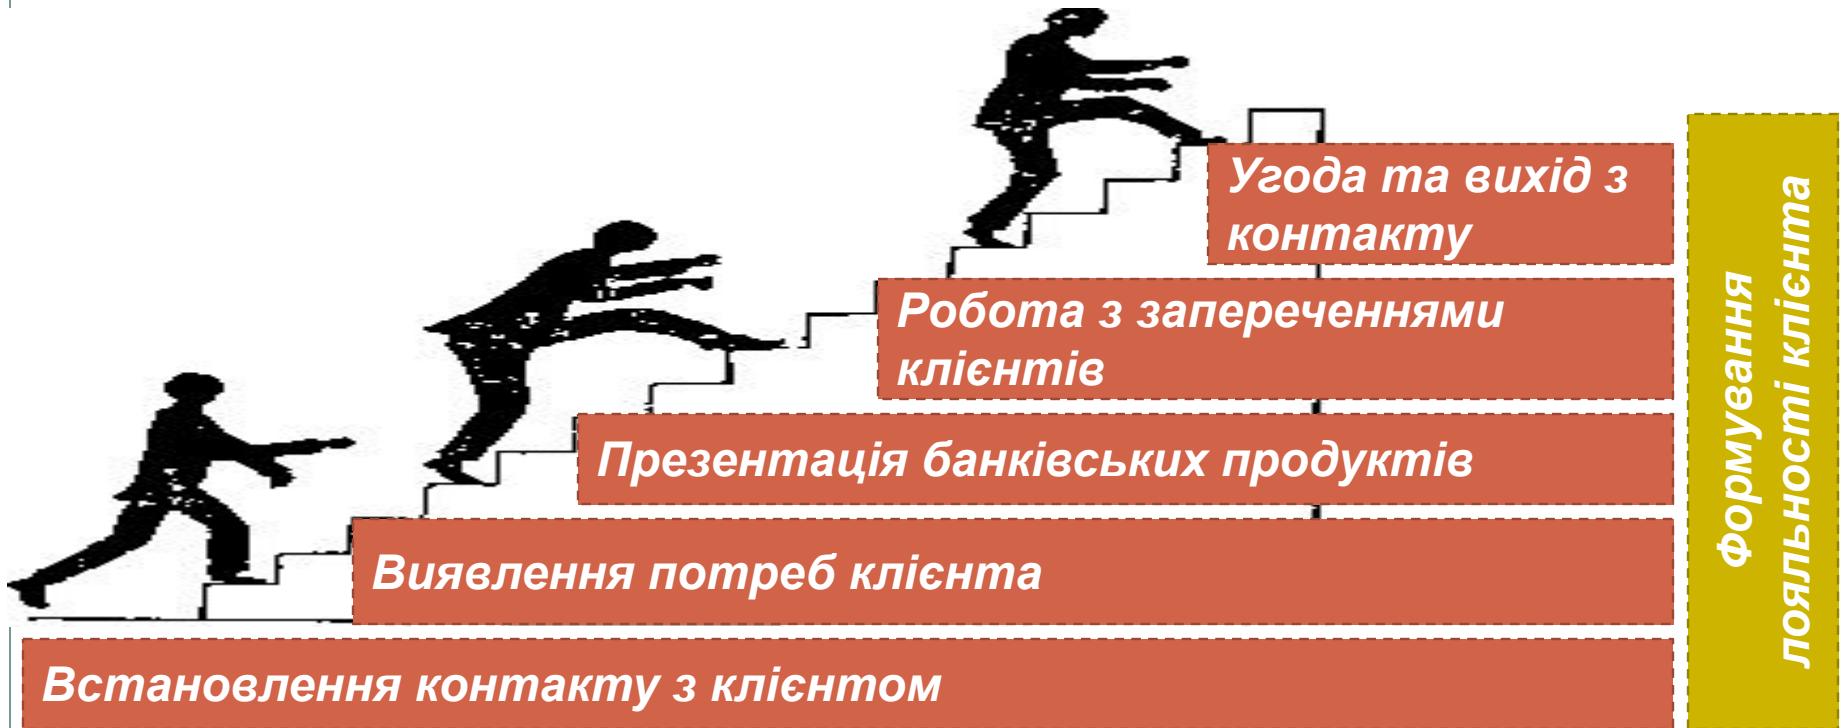 Угода та вихід з
контакту
Робота з запереченнями
клієнтів
Презентація банківських продуктів
Виявлення потреб клієнта
Встановлення контакту з клієнтом
Формування
лояльності клієнта